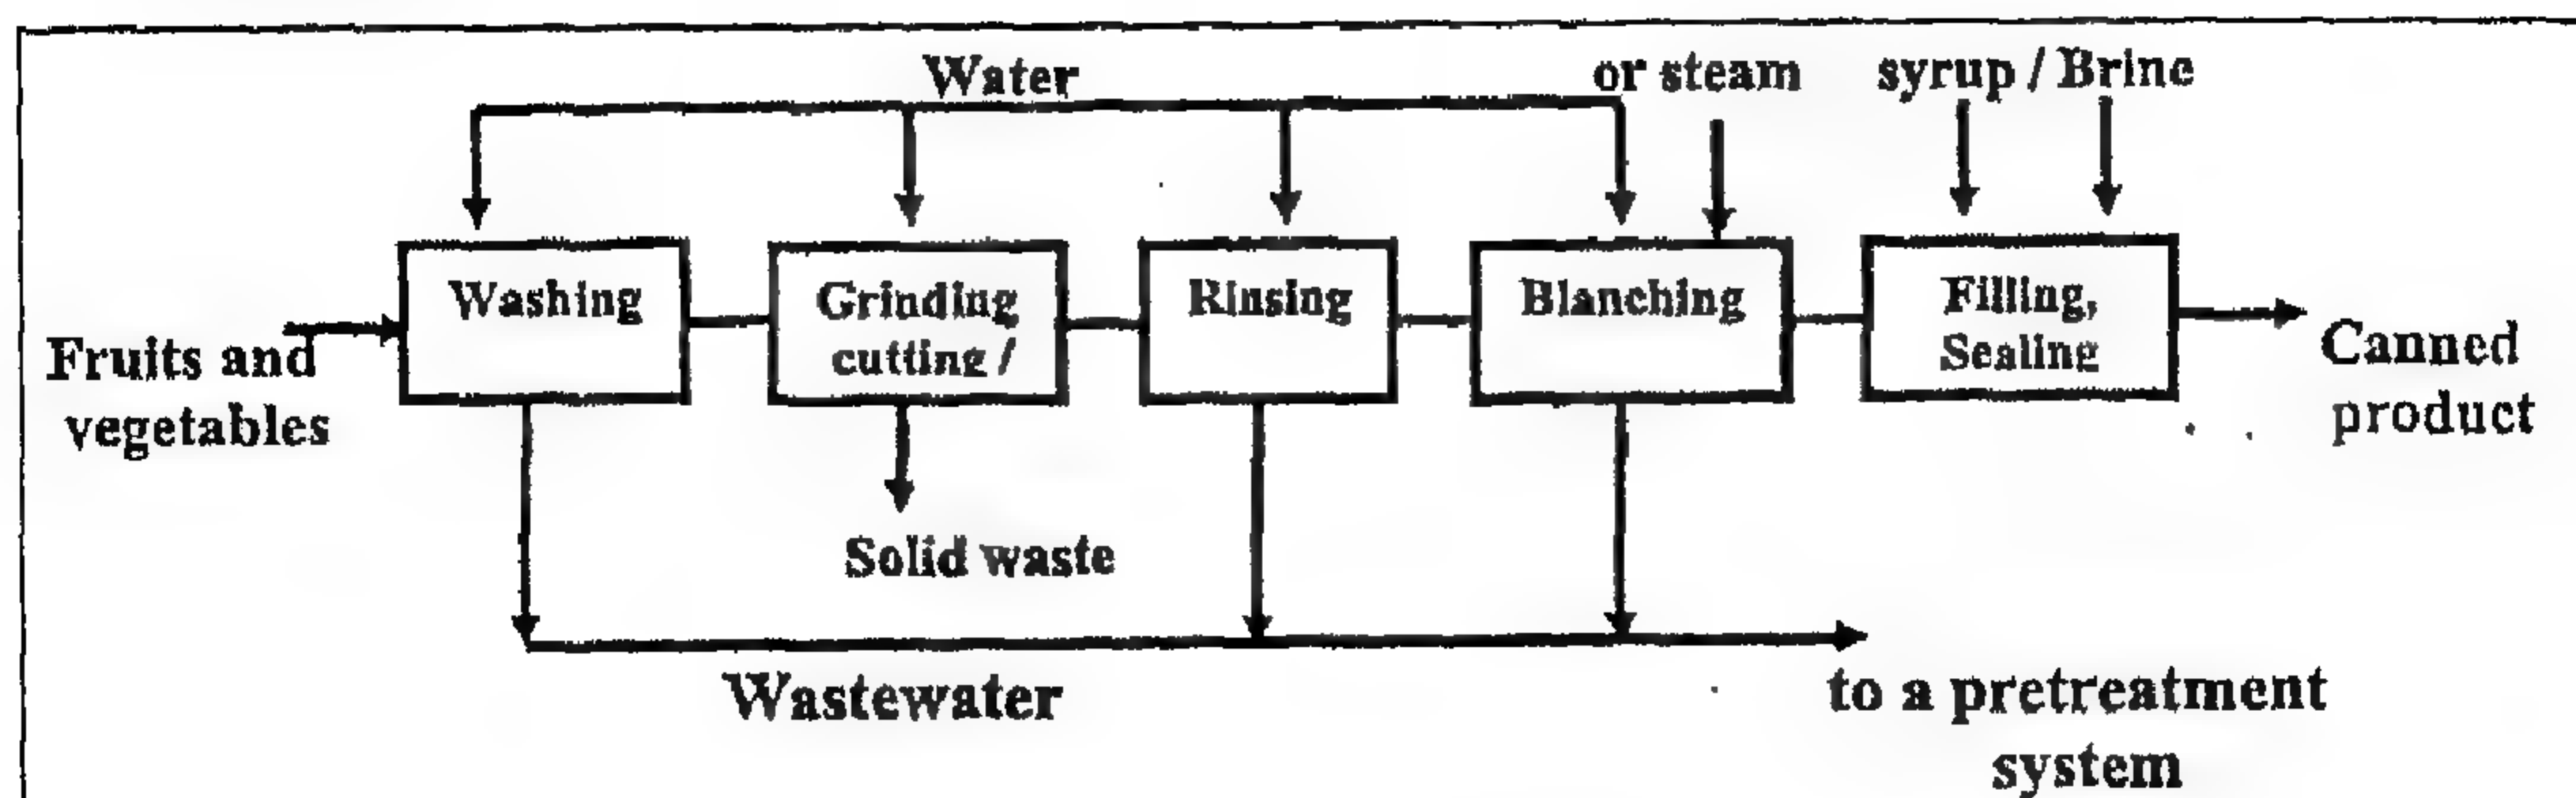 Water
or steam
syrup / Brine
Washing
Grinding
cutting /
Rinsing
Blanching
Filling,
Sealing
Fruits and
vegetables
Canned
product
Solid waste
Wastewater
to a pretreatment
system